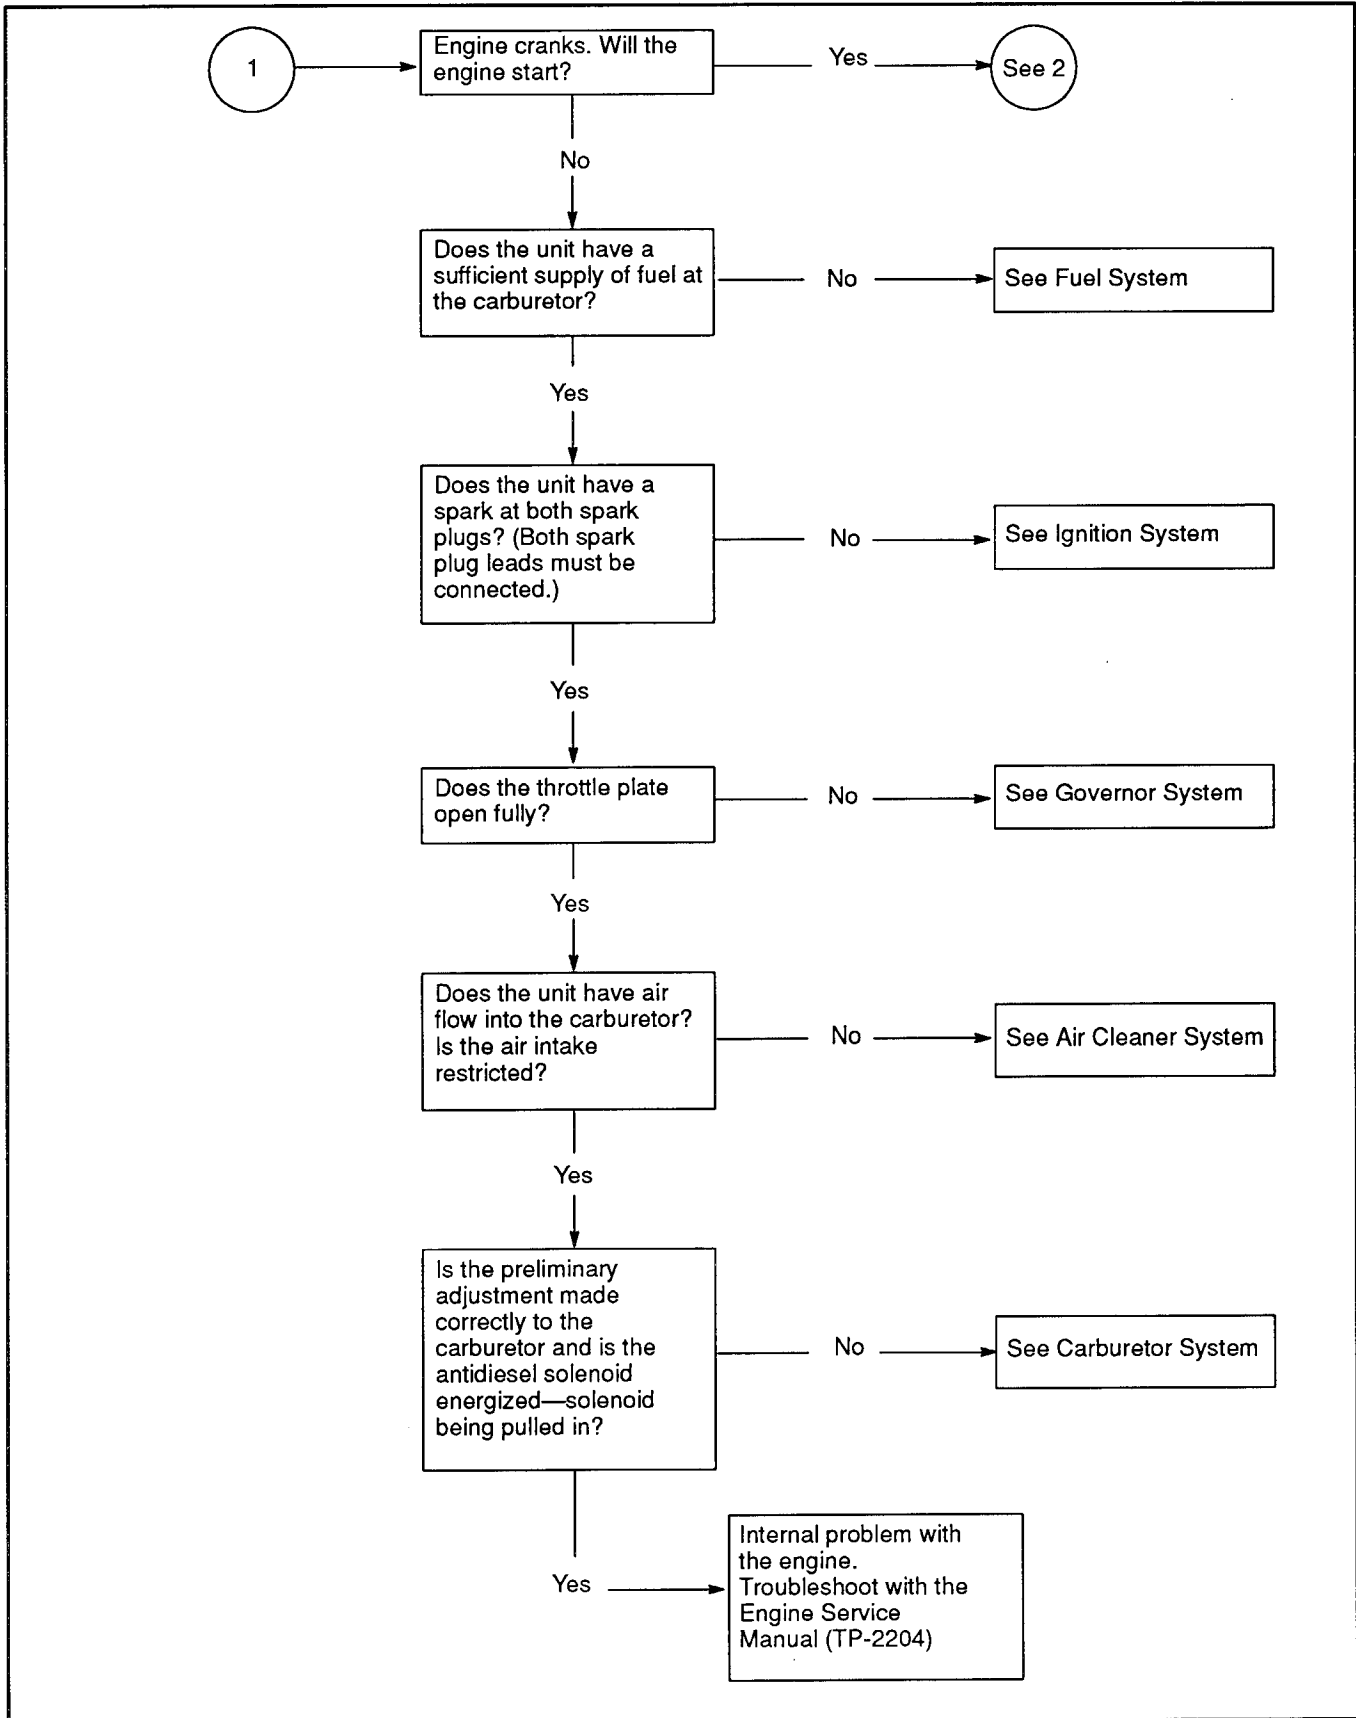 1
Engine cranks. Will the
engine start?
Yes
See 2
No
Does the unit have a
sufficient supply of fuel at
the carburetor?
No
See Fuel System
Yes
Does the unit have a
spark at both spark
plugs? (Both spark
plug leads must be
connected.)
No
See Ignition System
Yes
Does the throttle plate
open fully?
No
See Governor System
Yes
Does the unit have air
flow into the carburetor?
Is the air intake
restricted?
No
See Air Cleaner System
Yes
Is the preliminary
adjustment made
correctly to the
carburetor and is the
antidiesel solenoid
energized—solenoid
being pulled in?
No
See Carburetor System
Yes
Internal problem with
the engine.
Troubleshoot with the
Engine Service
Manual (TP-2204)